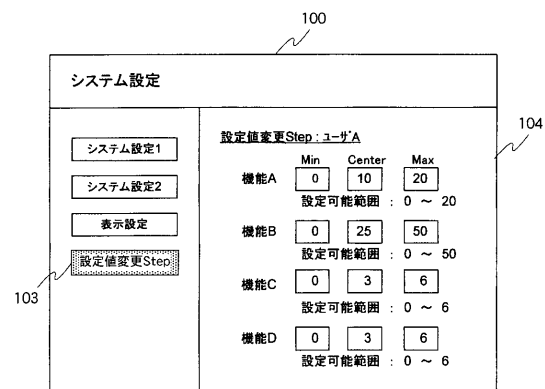 100
システム設定
104
システム設定1
システム設定2
表示設定
設定値変更Step
103
設定値変更Step : ユーザA
Min Center Max
機能A 0 10 20
設定可能範囲 : 0 ～ 20
機能B 0 25 50
設定可能範囲 : 0 ～ 50
機能C 0 3 6
設定可能範囲 : 0 ～ 6
機能D 0 3 6
設定可能範囲 : 0 ～ 6